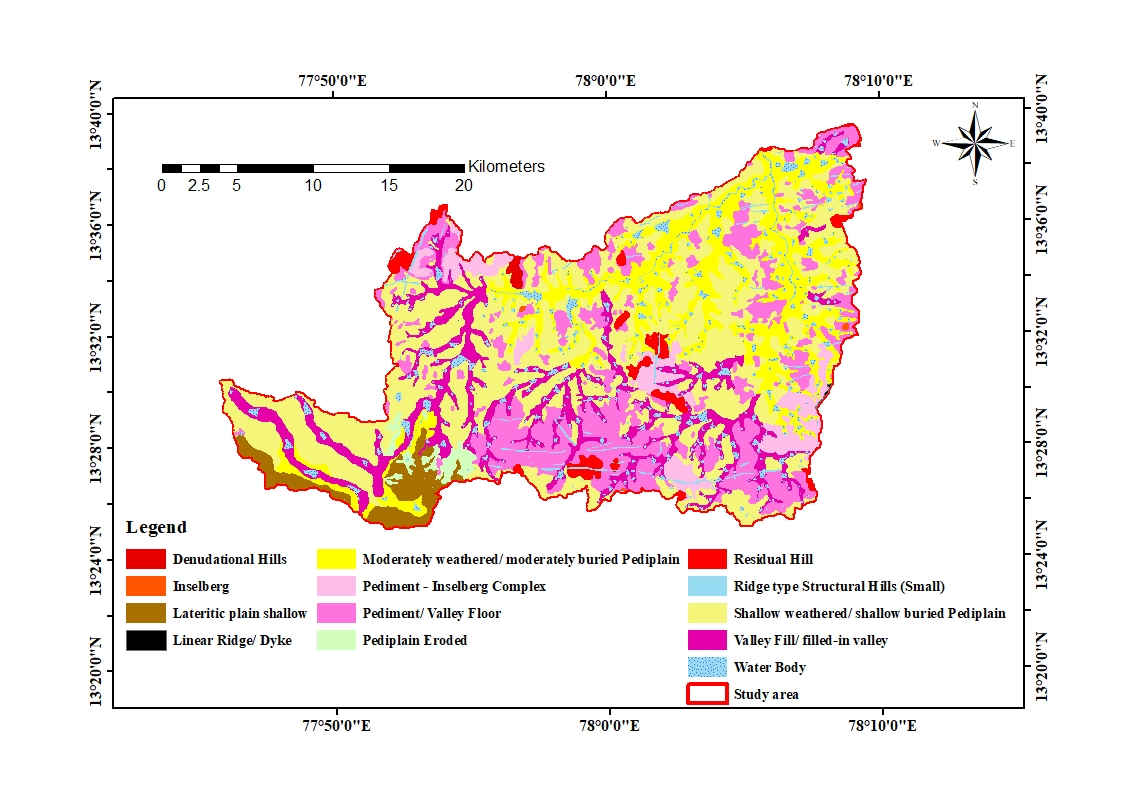 77°50'0"E 78°0'0"E 78°10'0"E
13°40'0"N 13°40'0"N
N
W E
S
Kilometers
0 2.5 5 10 15 20
13°36'0"N 13°36'0"N
13°32'0"N 13°32'0"N
13°28'0"N 13°28'0"N
13°24'0"N 13°24'0"N
13°20'0"N 13°20'0"N
Legend
Denudational Hills
Inselberg
Lateritic plain shallow
Linear Ridge/ Dyke
Moderately weathered/ moderately buried Pediplain
Pediment - Inselberg Complex
Pediment/ Valley Floor
Pediplain Eroded
Residual Hill
Ridge type Structural Hills (Small)
Shallow weathered/ shallow buried Pediplain
Valley Fill/ filled-in valley
Water Body
Study area
77°50'0"E 78°0'0"E 78°10'0"E